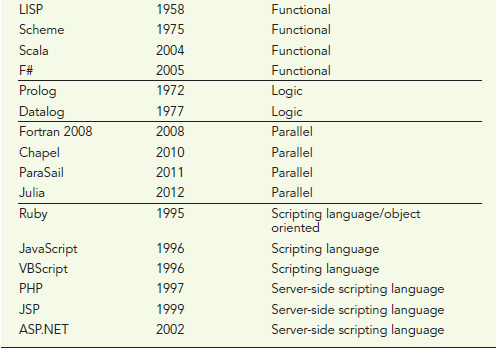 LISP 1958 Functional
Scheme 1975 Functional
Scala 2004 Functional
F# 2005 Functional
Prolog 1972 Logic
Datalog 1977 Logic
Fortran 2008 2008 Parallel
Chapel 2010 Parallel
ParaSail 2011 Parallel
Julia 2012 Parallel
Ruby 1995 Scripting language/object
oriented
JavaScript 1996 Scripting language
VBScript 1996 Scripting language
PHP 1997 Server-side scripting language
JSP 1999 Server-side scripting language
ASP.NET 2002 Server-side scripting language